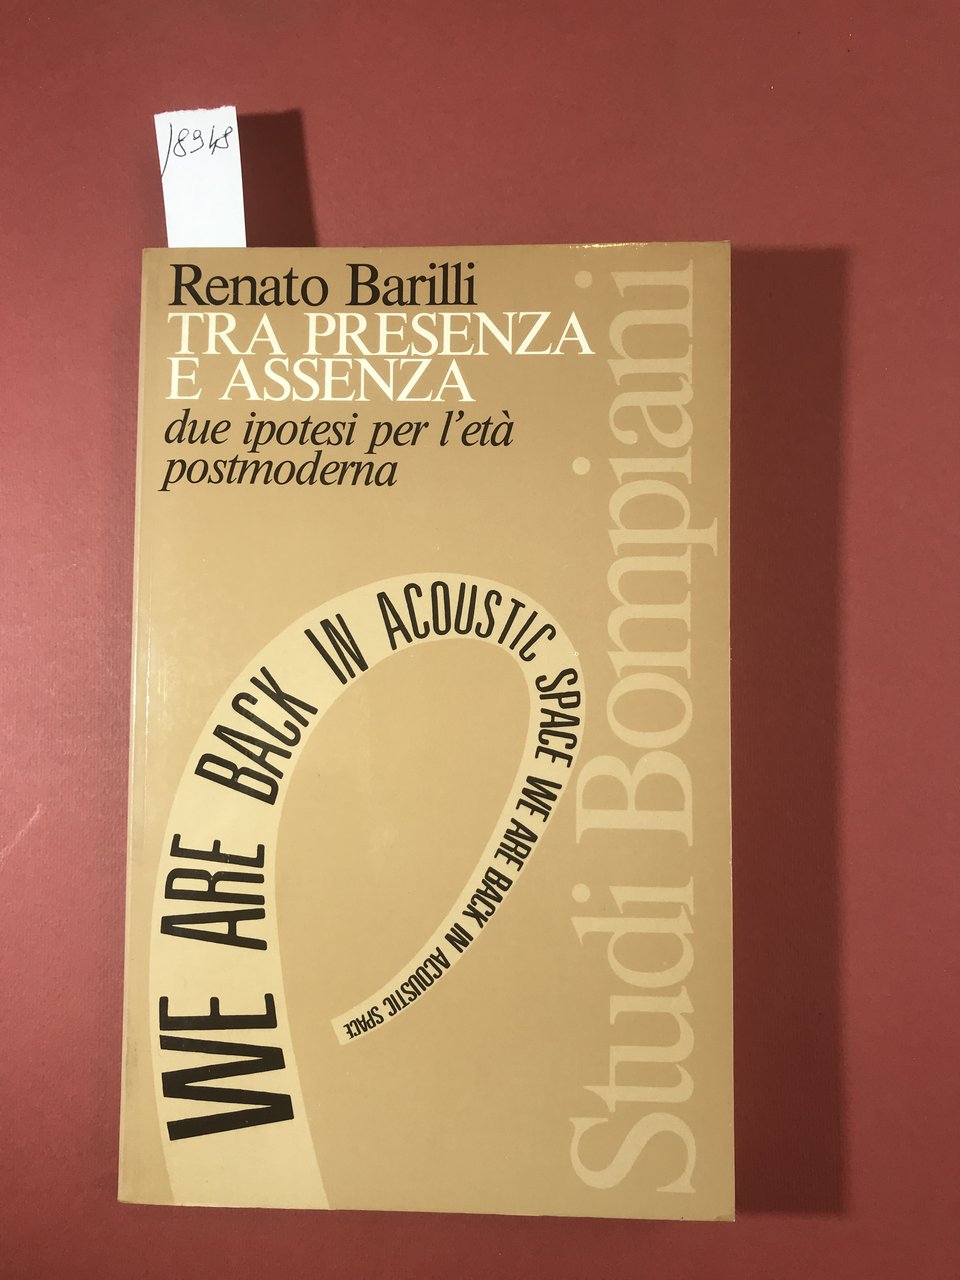 18948
Renato Barilli
TRA PRESENZA
E ASSENZA
due ipotesi per l'età
postmoderna
WE ARE BACK IN ACOUSTIC SPACE WE ARE BACK IN ACOUSTIC SPACE
Studi Bompiani